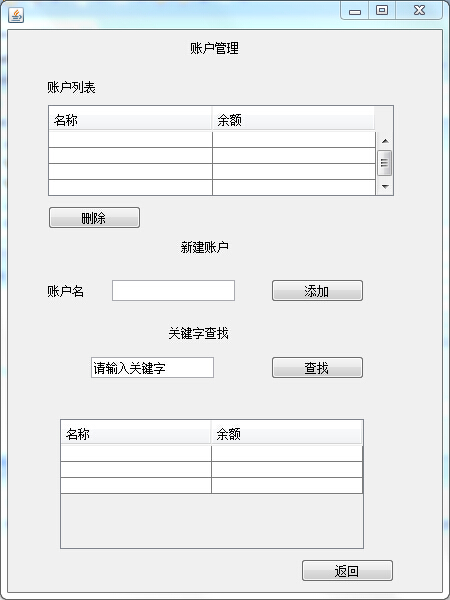 账户管理
账户列表
名称 余额
删除
新建账户
账户名 添加
关键字查找
请输入关键字 查找
名称 余额
返回